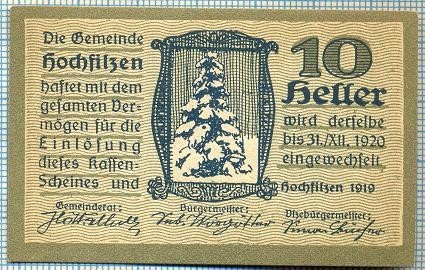 Die Gemeinde
Hochfilzen
haftet mit dem
gesamten Ver-
mögen für die
Einlösung
dieses Kassen-
Scheines und
10
Heller
wird derselbe
bis 31./XII. 1920
eingewechselt.
Hochfilzen 1919
Gemeinderat:
Bürgermeister:
Vizebürgermeister: